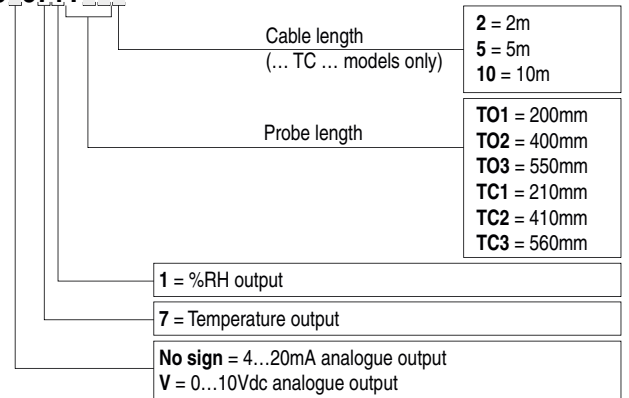 Cable length
(… TC … models only)
2 = 2m
5 = 5m
10 = 10m
Probe length
TO1 = 200mm
TO2 = 400mm
TO3 = 550mm
TC1 = 210mm
TC2 = 410mm
TC3 = 560mm
1 = %RH output
7 = Temperature output
No sign = 4…20mA analogue output
V = 0…10Vdc analogue output